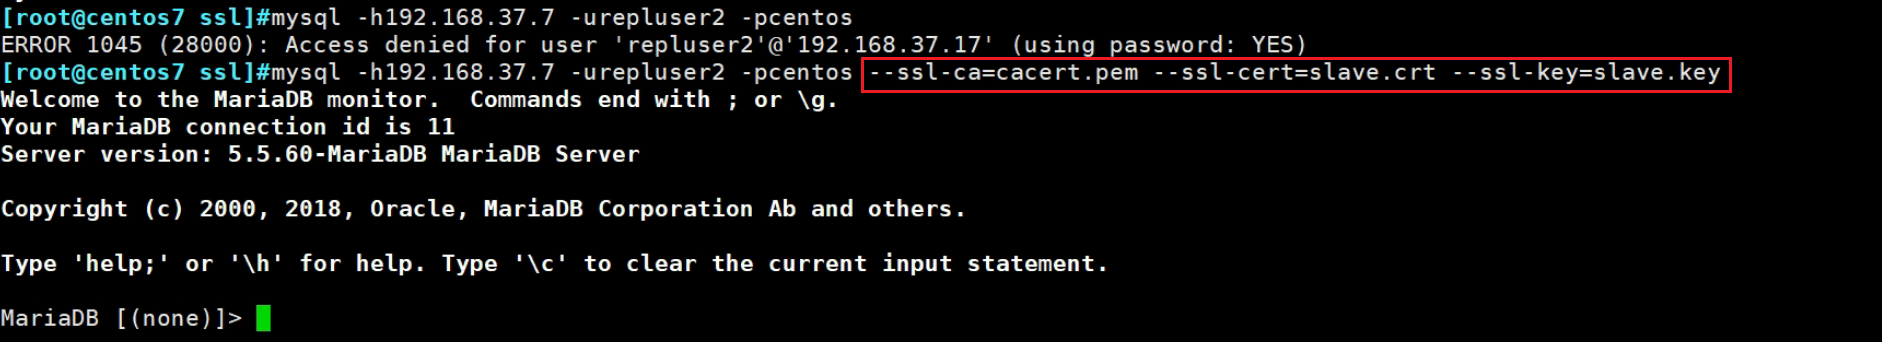 [root@centos7 ssl]#mysql -h192.168.37.7 -urepluser2 -pcentos
ERROR 1045 (28000): Access denied for user 'repluser2'@'192.168.37.17' (using password: YES)
[root@centos7 ssl]#mysql -h192.168.37.7 -urepluser2 -pcentos --ssl-ca=cacert.pem --ssl-cert=slave.crt --ssl-key=slave.key
Welcome to the MariaDB monitor.  Commands end with ; or \g.
Your MariaDB connection id is 11
Server version: 5.5.60-MariaDB MariaDB Server
Copyright (c) 2000, 2018, Oracle, MariaDB Corporation Ab and others.
Type 'help;' or '\h' for help. Type '\c' to clear the current input statement.
MariaDB [(none)]>